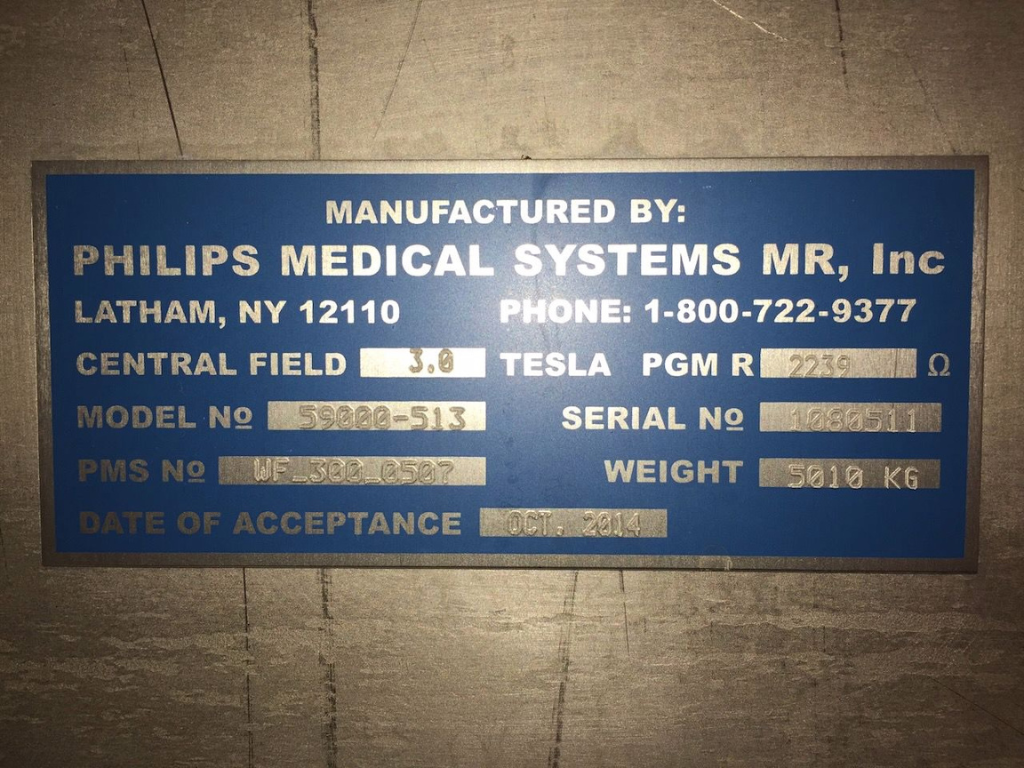 MANUFACTURED BY:
PHILIPS MEDICAL SYSTEMS MR, Inc
LATHAM, NY 12110 PHONE: 1-800-722-9377
CENTRAL FIELD 3.0 TESLA PGM R 2239 Ω
MODEL Nº 59000-513 SERIAL Nº 1080511
PMS Nº WF_300_0507 WEIGHT 5010 KG
DATE OF ACCEPTANCE OCT. 2014